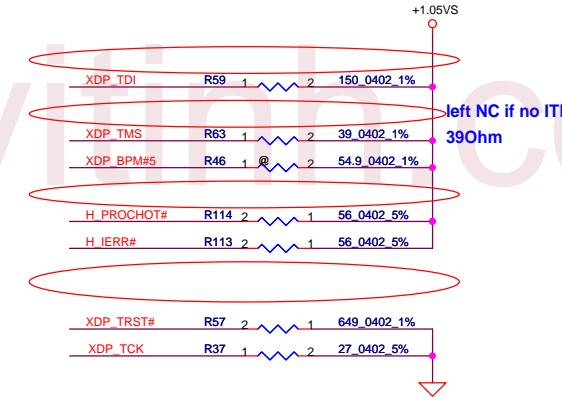 +1.05VS
XDP_TDI R59 1 2 150_0402_1%
left NC if no ITP
XDP_TMS R63 1 2 39_0402_1% 39Ohm
XDP_BPM#5 R46 1 @ 2 54.9_0402_1%
H_PROCHOT# R114 2 1 56_0402_5%
H_IERR# R113 2 1 56_0402_5%
XDP_TRST# R57 2 1 649_0402_1%
XDP_TCK R37 1 2 27_0402_5%